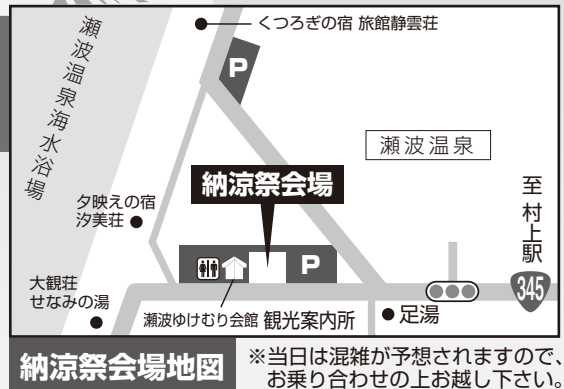 くつろぎの宿 旅館静雲荘
瀬波温泉海水浴場
P
瀬波温泉
納涼祭会場
至村上駅
夕映えの宿
汐美荘
P
345
大観荘
せなみの湯
瀬波ゆけむり会館
観光案内所
足湯
納涼祭会場地図
※当日は混雑が予想されますので、
お乗り合わせの上お越し下さい。